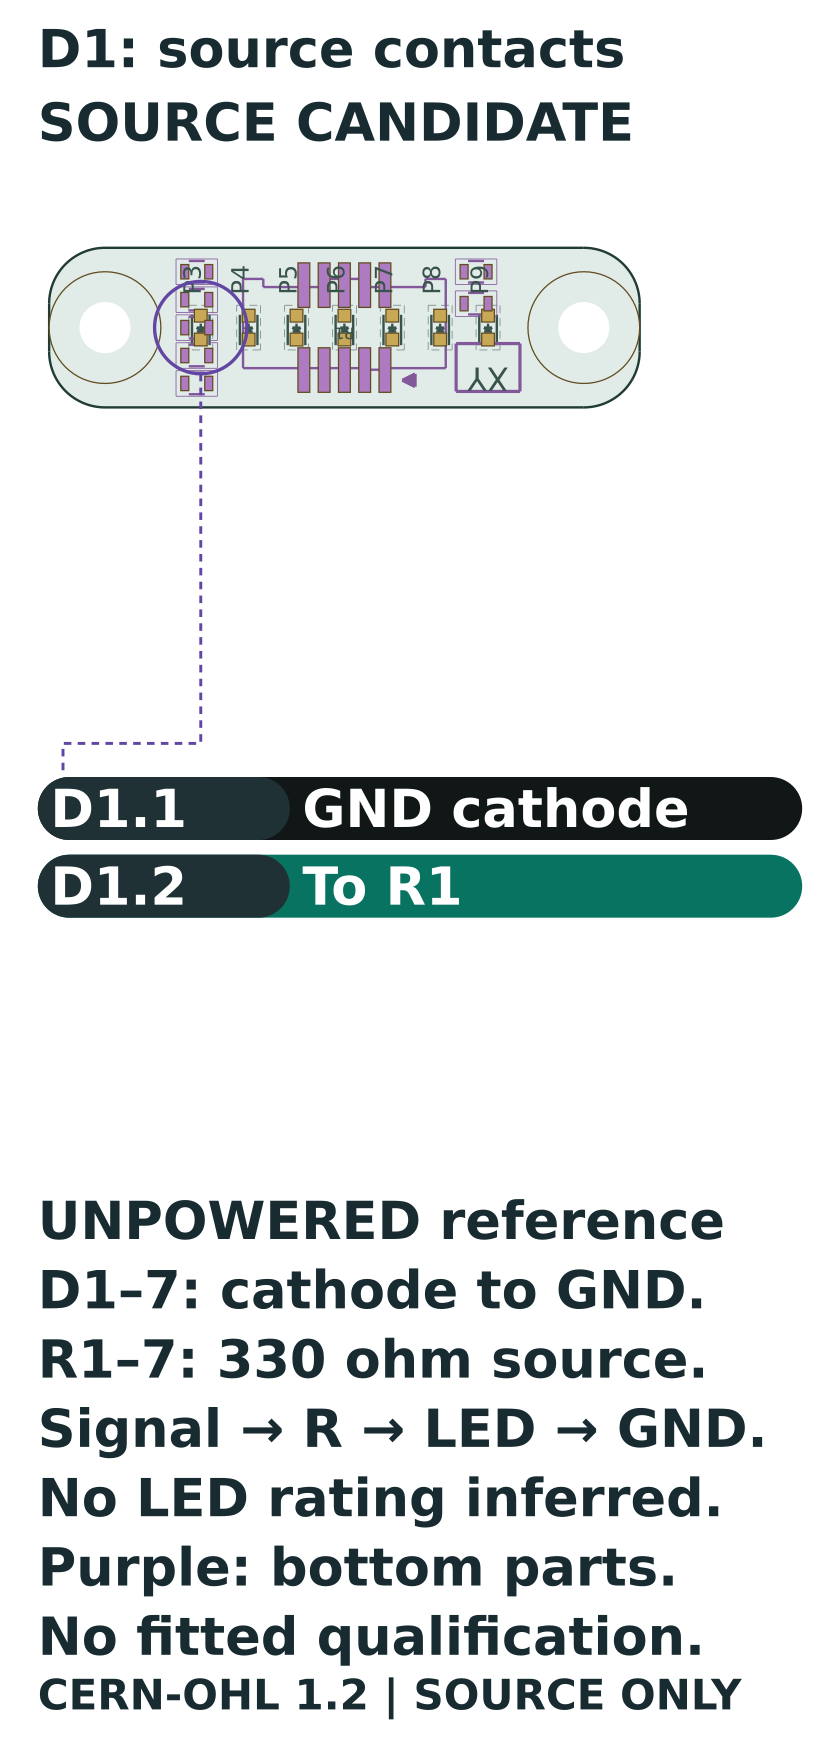 D1: source contacts
SOURCE CANDIDATE
P3 P4 P5 P6 P7 P8 P9
YX
D1.1 GND cathode
D1.2 To R1
UNPOWERED reference
D1–7: cathode to GND.
R1–7: 330 ohm source.
Signal → R → LED → GND.
No LED rating inferred.
Purple: bottom parts.
No fitted qualification.
CERN-OHL 1.2 | SOURCE ONLY